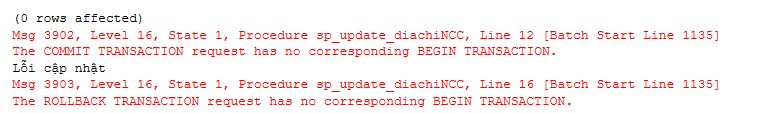 (0 rows affected)
Msg 3902, Level 16, State 1, Procedure sp_update_diachiNCC, Line 12 [Batch Start Line 1135]
The COMMIT TRANSACTION request has no corresponding BEGIN TRANSACTION.
Lỗi cập nhật
Msg 3903, Level 16, State 1, Procedure sp_update_diachiNCC, Line 16 [Batch Start Line 1135]
The ROLLBACK TRANSACTION request has no corresponding BEGIN TRANSACTION.